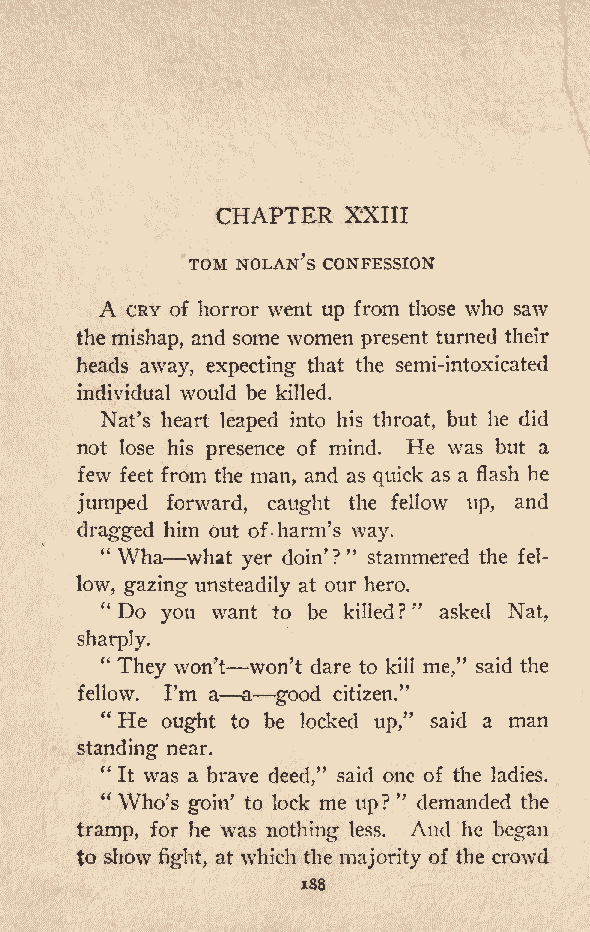 CHAPTER XXIII
TOM NOLAN'S CONFESSION
A CRY of horror went up from those who saw
the mishap, and some women present turned their
heads away, expecting that the semi-intoxicated
individual would be killed.
Nat's heart leaped into his throat, but he did
not lose his presence of mind. He was but a
few feet from the man, and as quick as a flash he
jumped forward, caught the fellow up, and
dragged him out of harm's way.
"Wha—what yer doin'?" stammered the fel-
low, gazing unsteadily at our hero.
"Do you want to be killed?" asked Nat,
sharply.
"They won't—won't dare to kill me," said the
fellow. I'm a—a—good citizen."
"He ought to be locked up," said a man
standing near.
"It was a brave deed," said one of the ladies.
"Who's goin' to lock me up?" demanded the
tramp, for he was nothing less. And he began
to show fight, at which the majority of the crowd
188